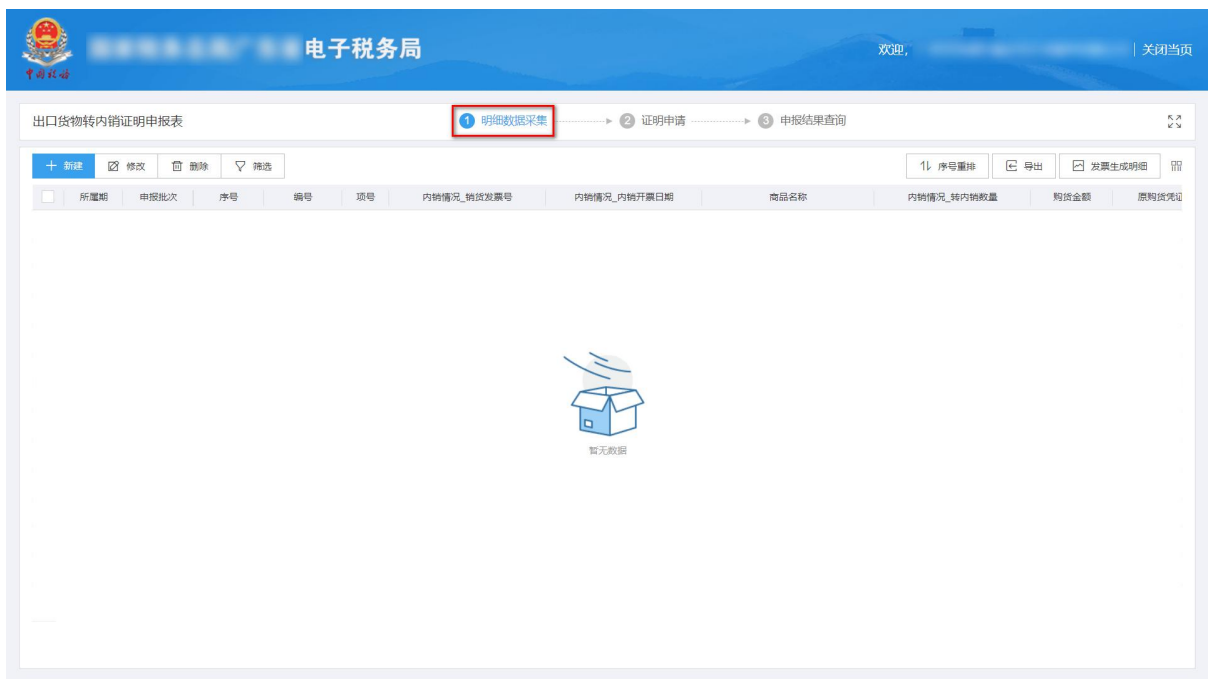 电子税务局
欢迎,
关闭当页
中国税务
出口货物转内销证明申报表
1 明细数据采集
2 证明申请
3 申报结果查询
新建 修改 删除 筛选
序号重排 导出 发票生成明细
所属期 申报批次 序号 编号 项号 内销情况_销货发票号 内销情况_内销开票日期 商品名称 内销情况_转内销数量 购货金额 原购货凭证
暂无数据